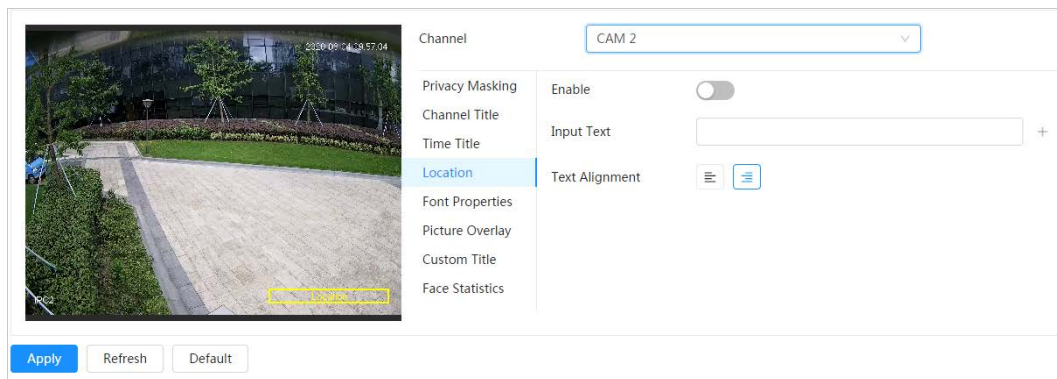 Channel
CAM 2
2020-09-04 09:57:04
Privacy Masking
Channel Title
Time Title
Location
Font Properties
Picture Overlay
Custom Title
Face Statistics
Enable
Input Text
+
Text Alignment
IPC2
Location
Apply
Refresh
Default